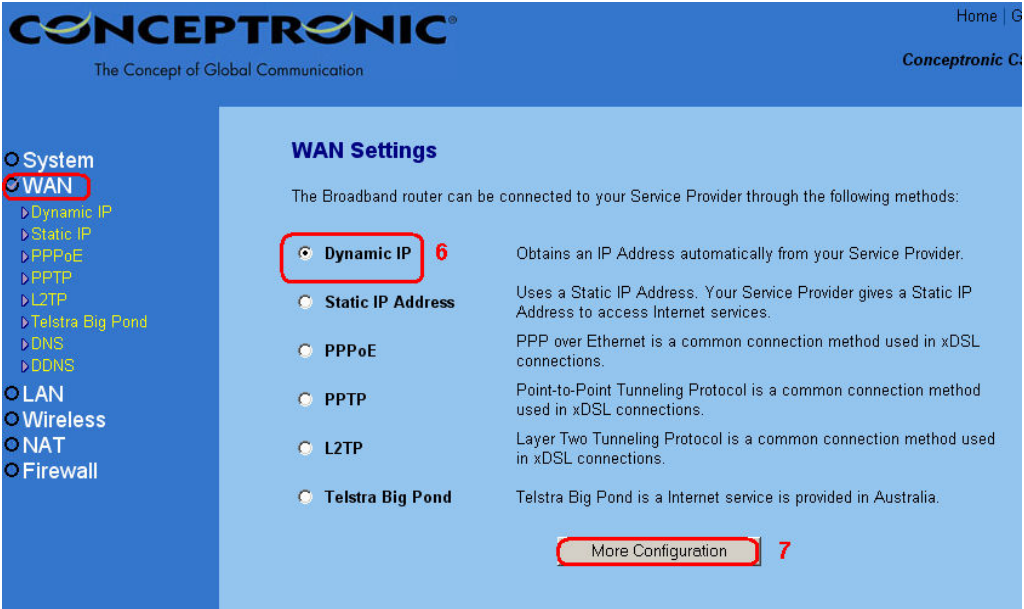 CONCEPTRONIC®
The Concept of Global Communication
Home | G
Conceptronic C
System
WAN
Dynamic IP
Static IP
PPPoE
PPTP
L2TP
Telstra Big Pond
DNS
DDNS
LAN
Wireless
NAT
Firewall
WAN Settings
The Broadband router can be connected to your Service Provider through the following methods:
Dynamic IP 6 Obtains an IP Address automatically from your Service Provider.
Static IP Address Uses a Static IP Address. Your Service Provider gives a Static IP
Address to access Internet services.
PPPoE PPP over Ethernet is a common connection method used in xDSL
connections.
PPTP Point-to-Point Tunneling Protocol is a common connection method
used in xDSL connections.
L2TP Layer Two Tunneling Protocol is a common connection method used
in xDSL connections.
Telstra Big Pond Telstra Big Pond is a Internet service is provided in Australia.
More Configuration 7